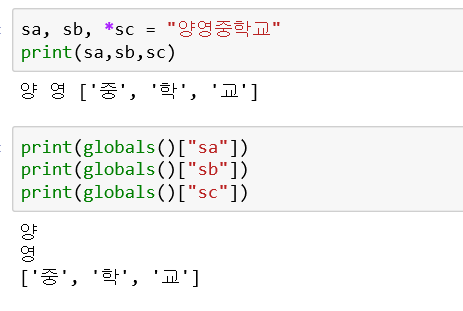 sa, sb, *sc = "양영중학교"
print(sa,sb,sc)
양 영 ['중', '학', '교']
print(globals()["sa"])
print(globals()["sb"])
print(globals()["sc"])
양
영
['중', '학', '교']